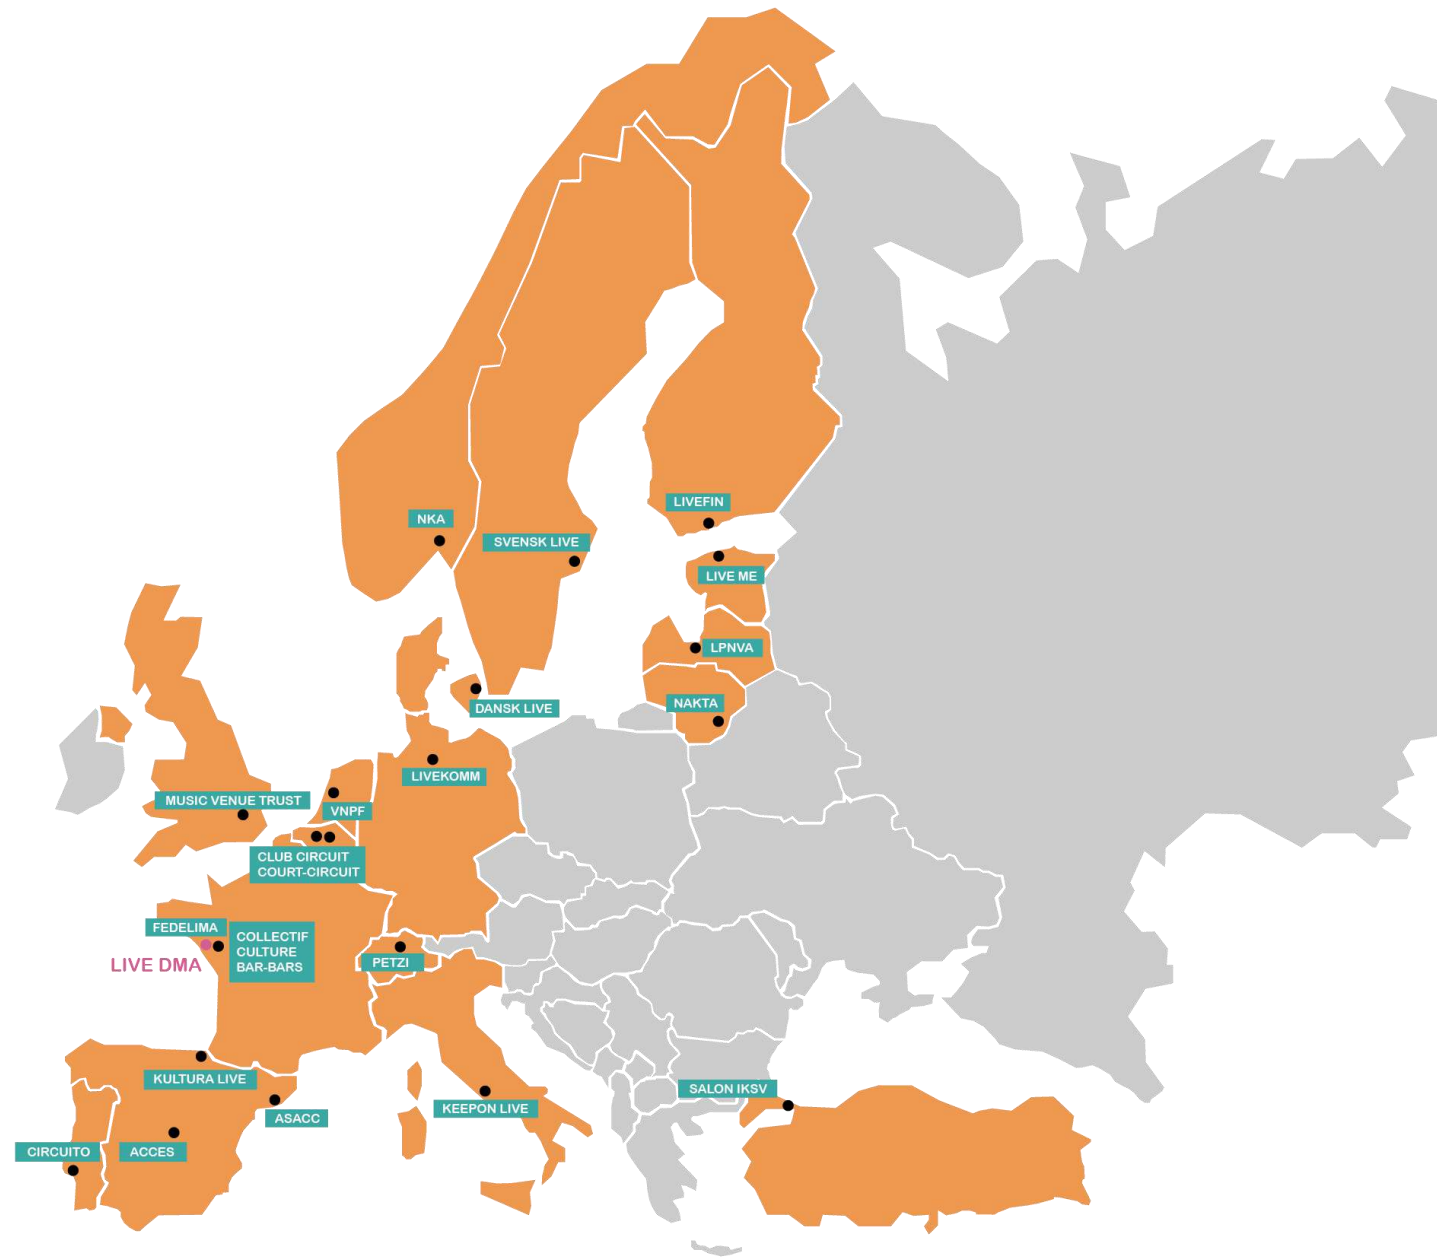 LIVEFIN
NKA
SVENSK LIVE
LIVE ME
LPNVA
NAKTA
DANSK LIVE
LIVEKOMM
MUSIC VENUE TRUST
VNPF
CLUB CIRCUIT
COURT-CIRCUIT
FEDELIMA
COLLECTIF
CULTURE
BAR-BARS
LIVE DMA
PETZI
KULTURA LIVE
SALON IKSV
KEEPON LIVE
ASACC
CIRCUITO
ACCES